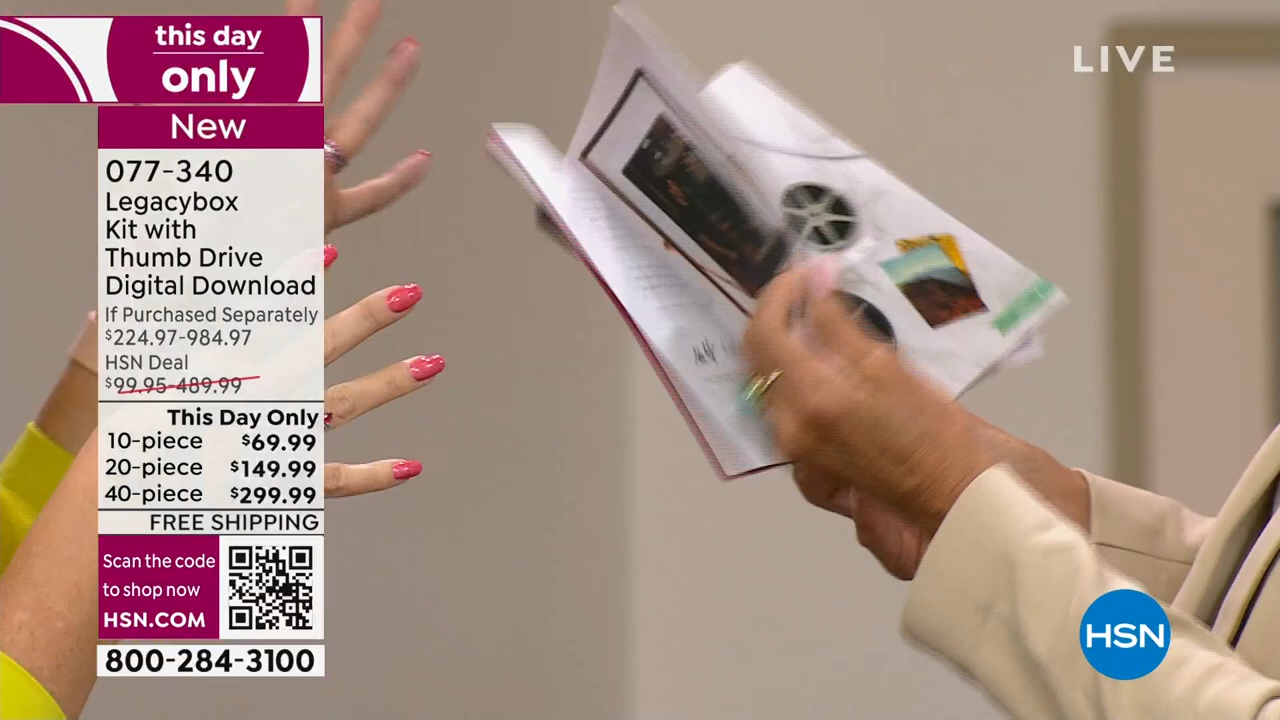 this day
only
LIVE
New
077-340
Legacybox
Kit with
Thumb Drive
Digital Download
If Purchased Separately
$224.97-984.97
HSN Deal
$99.95-489.99
This Day Only
10-piece $69.99
20-piece $149.99
40-piece $299.99
FREE SHIPPING
Scan the code
to shop now
HSN.COM
800-284-3100
HSN